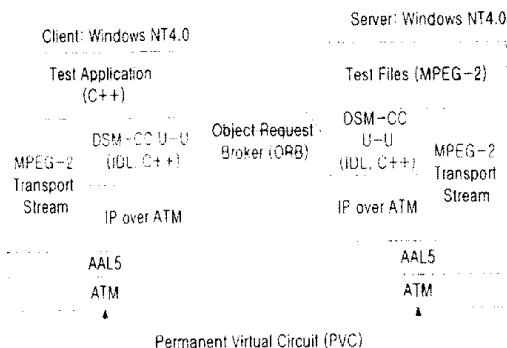 Client: Windows NT4.0
Server: Windows NT4.0
Test Application
(C++)
Test Files (MPEG-2)
DSM-CC U-U
(IDL, C++)
MPEG-2
Transport
Stream
IP over ATM
AAL5
ATM
Object Request
Broker (ORB)
DSM-CC
U-U
(IDL, C++)
MPEG-2
Transport
Stream
IP over ATM
AAL5
ATM
Permanent Virtual Circuit (PVC)